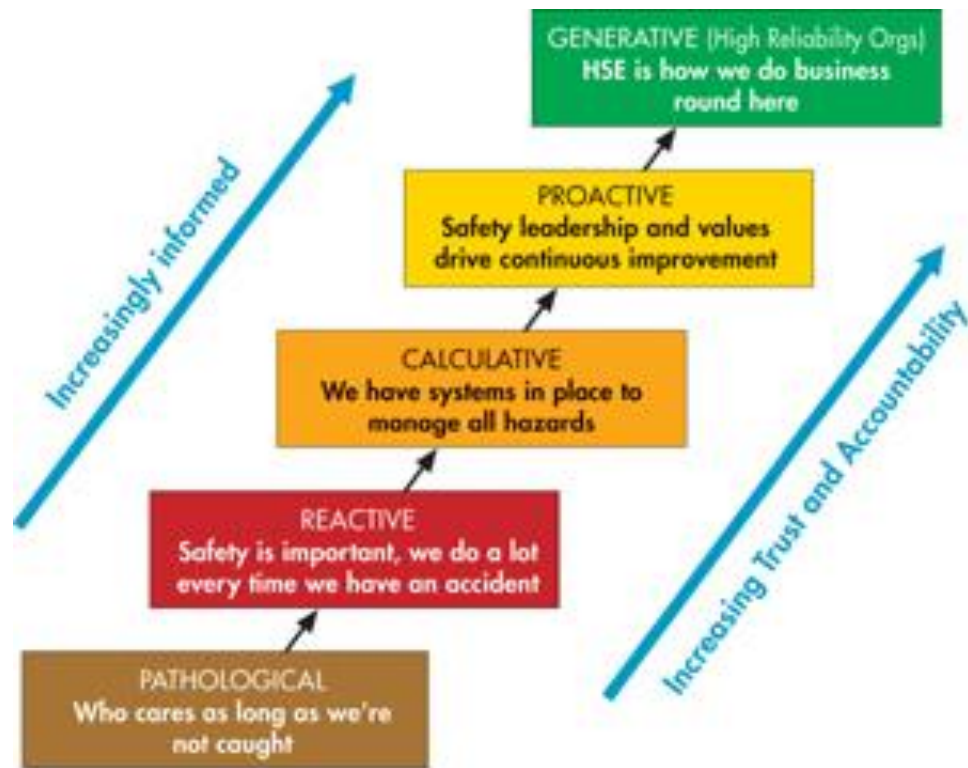 GENERATIVE (High Reliability Orgs)
HSE is how we do business
round here
PROACTIVE
Safety leadership and values
drive continuous improvement
CALCULATIVE
We have systems in place to
manage all hazards
REACTIVE
Safety is important, we do a lot
every time we have an accident
PATHOLOGICAL
Who cares as long as we're
not caught
Increasingly informed
Increasing Trust and Accountability